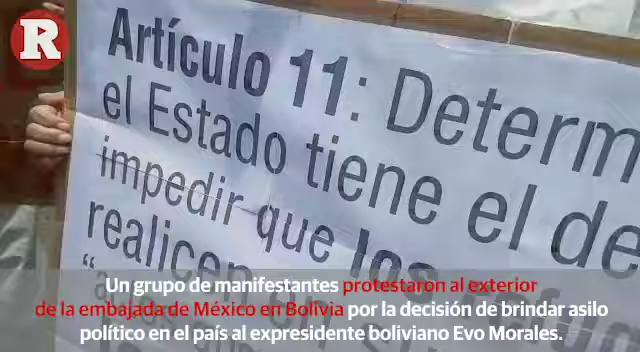 R
Artículo 11: Determ
el Estado tiene el de
impedir que los refug
realicen
Un grupo de manifestantes protestaron al exterior
de la embajada de México en Bolivia por la decisión de brindar asilo
político en el país al expresidente boliviano Evo Morales.